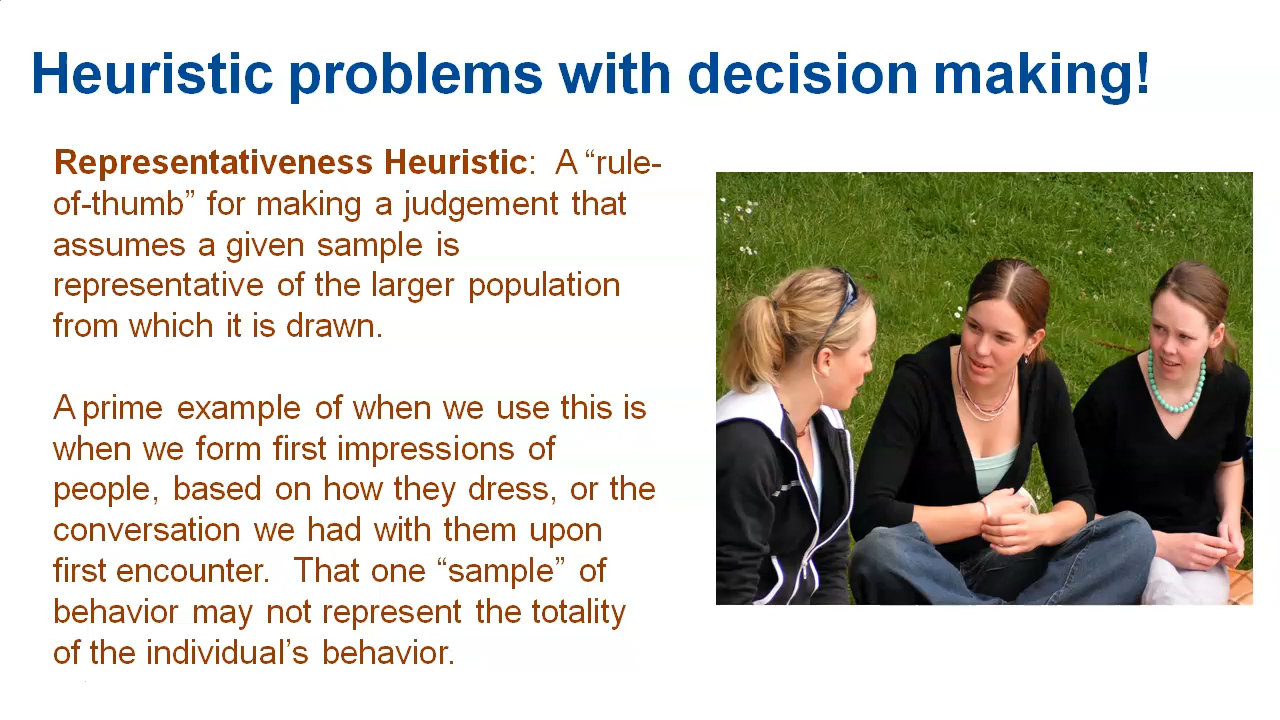 Heuristic problems with decision making!
Representativeness Heuristic:  A “rule-
of-thumb” for making a judgement that
assumes a given sample is
representative of the larger population
from which it is drawn.
A prime example of when we use this is
when we form first impressions of
people, based on how they dress, or the
conversation we had with them upon
first encounter.  That one “sample” of
behavior may not represent the totality
of the individual’s behavior.